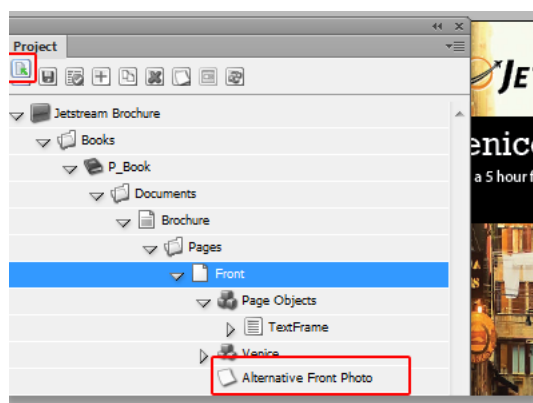 Project
Jetstream Brochure
Books
P_Book
Documents
Brochure
Pages
Front
Page Objects
TextFrame
Venice
Alternative Front Photo
JE
enic
a 5 hour f